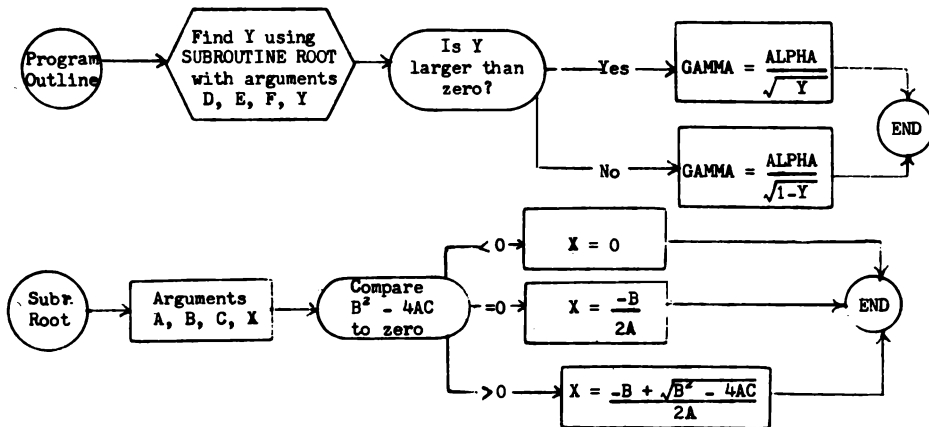 Program
Outline
Find Y using
SUBROUTINE ROOT
with arguments
D, E, F, Y
Is Y
larger than
zero?
Yes
GAMMA = ALPHA / √Y
No
GAMMA = ALPHA / √1-Y
END
Subr.
Root
Arguments
A, B, C, X
Compare
B² - 4AC
to zero
< 0
X = 0
=0
X = -B / 2A
>0
X = -B + √B² - 4AC / 2A
END